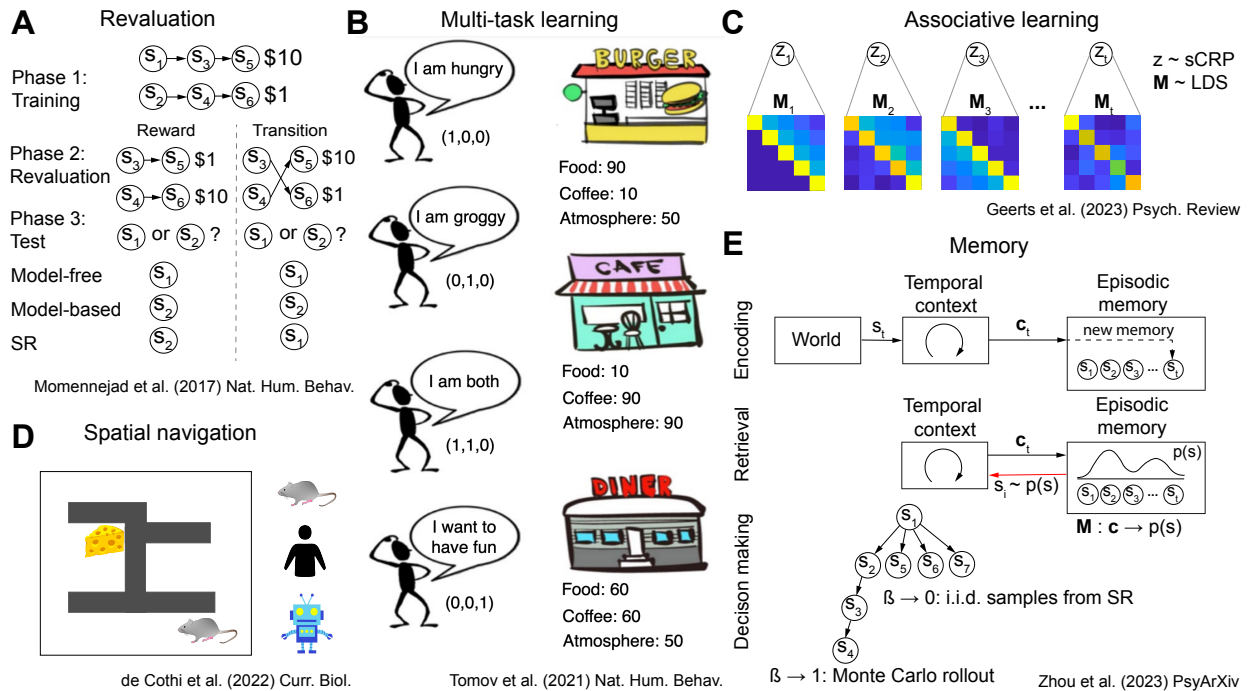 A Revaluation
Phase 1:
Training
S1 S3 S5 $10
S2 S4 S6 $1
Reward Transition
Phase 2:
Revaluation
S3 S5 $1
S4 S10 $10
S3 S5 $10
S4 S6 $1
Phase 3:
Test
S1 or S2 ?
S1 or S2 ?
Model-free S1 S1
Model-based S2 S2
SR S2 S1
Momennejad et al. (2017) Nat. Hum. Behav.
B Multi-task learning
I am hungry
(1,0,0)
BURGER
Food: 90
Coffee: 10
Atmosphere: 50
I am groggy
(0,1,0)
CAFE
Food: 10
Coffee: 90
Atmosphere: 90
I am both
(1,1,0)
DINER
I want to
have fun
(0,0,1)
Food: 60
Coffee: 60
Atmosphere: 50
Tomov et al. (2021) Nat. Hum. Behav.
C Associative learning
z1 z2 z3 zt
z ~ sCRP
M ~ LDS
M1 M2 M3 ... Mt
Geerts et al. (2023) Psych. Review
D Spatial navigation
de Cothi et al. (2022) Curr. Biol.
E Memory
Encoding
World
st
Temporal
context
ct
Episodic
memory
new memory
S1 S2 S3 ... St
Retrieval
Temporal
context
ct
si ~ p(s)
Episodic
memory
p(s)
S1 S2 S3 ... St
M : c → p(s)
Decison making
S1
S2 S5 S6 S7
S3
S4
ß → 0: i.i.d. samples from SR
ß → 1: Monte Carlo rollout
Zhou et al. (2023) PsyArXiv